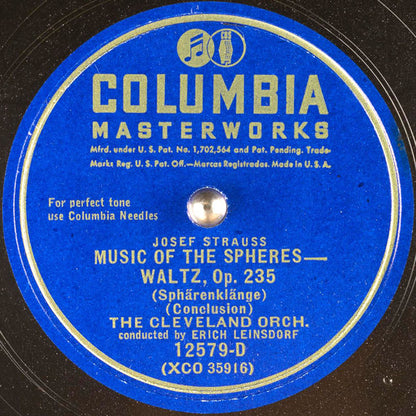 CBS
COLUMBIA
MASTERWORKS
Mfrd. under U.S. Pat. No. 1,702,564 and Pat. Pending. Trade-
Marks Reg. U.S. Pat. Off.—Marcas Registradas. Made in U.S.A.
For perfect tone
use Columbia Needles
JOSEF STRAUSS
MUSIC OF THE SPHERES—
WALTZ, Op. 235
(Sphärenklänge)
(Conclusion)
THE CLEVELAND ORCH.
conducted by ERICH LEINSDORF
12579-D
(XCO 35916)